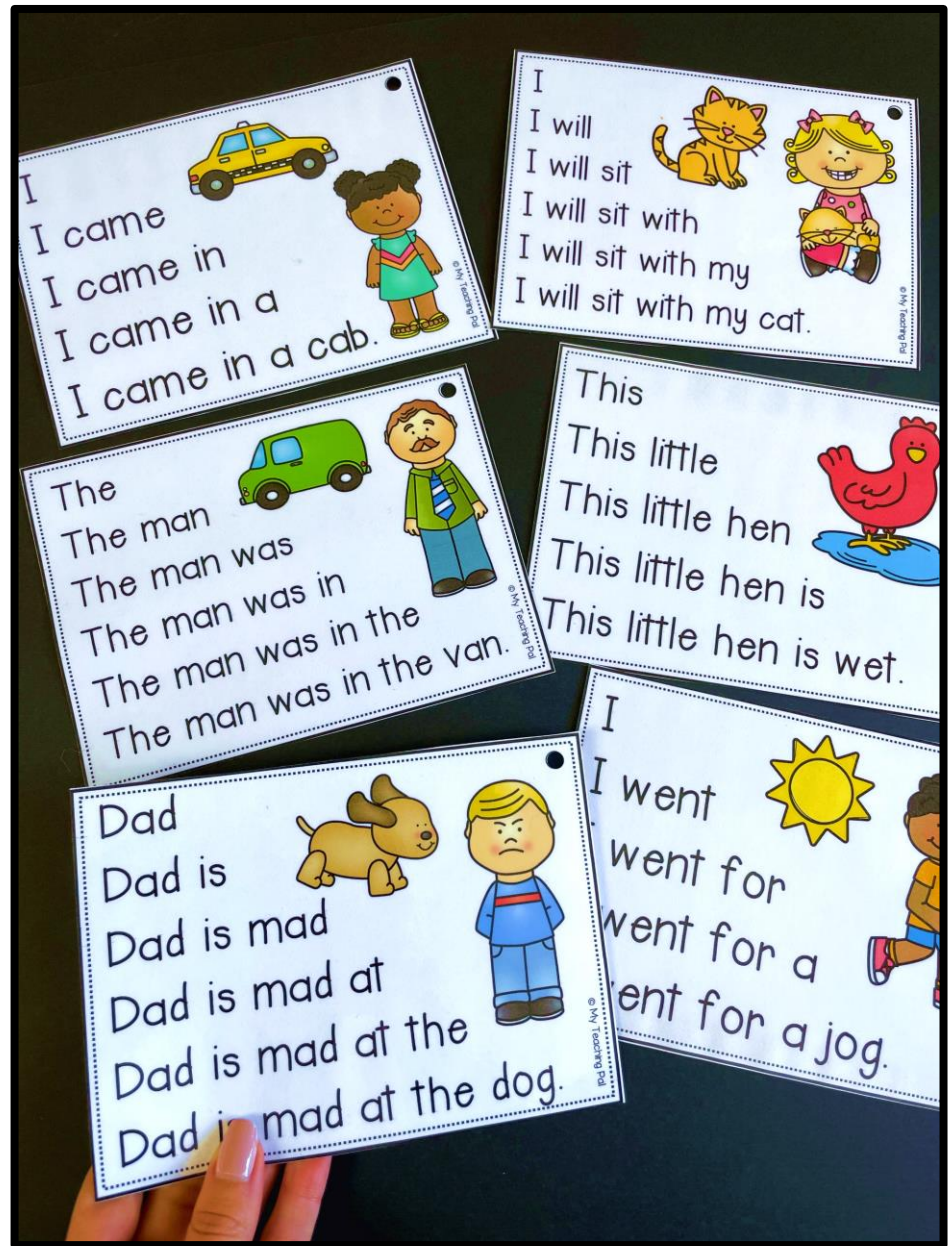 I
I came
I came in
I came in a
I came in a cab.
© My Teaching Pal
I
I will
I will sit
I will sit with
I will sit with my
I will sit with my cat.
© My Teaching Pal
The
The man
The man was
The man was in
The man was in the
The man was in the van.
© My Teaching Pal
This
This little
This little hen
This little hen is
This little hen is wet.
Dad
Dad is
Dad is mad
Dad is mad at
Dad is mad at the
Dad is mad at the dog.
© My Teaching Pal
I
I went
went for
went for a
ent for a jog.